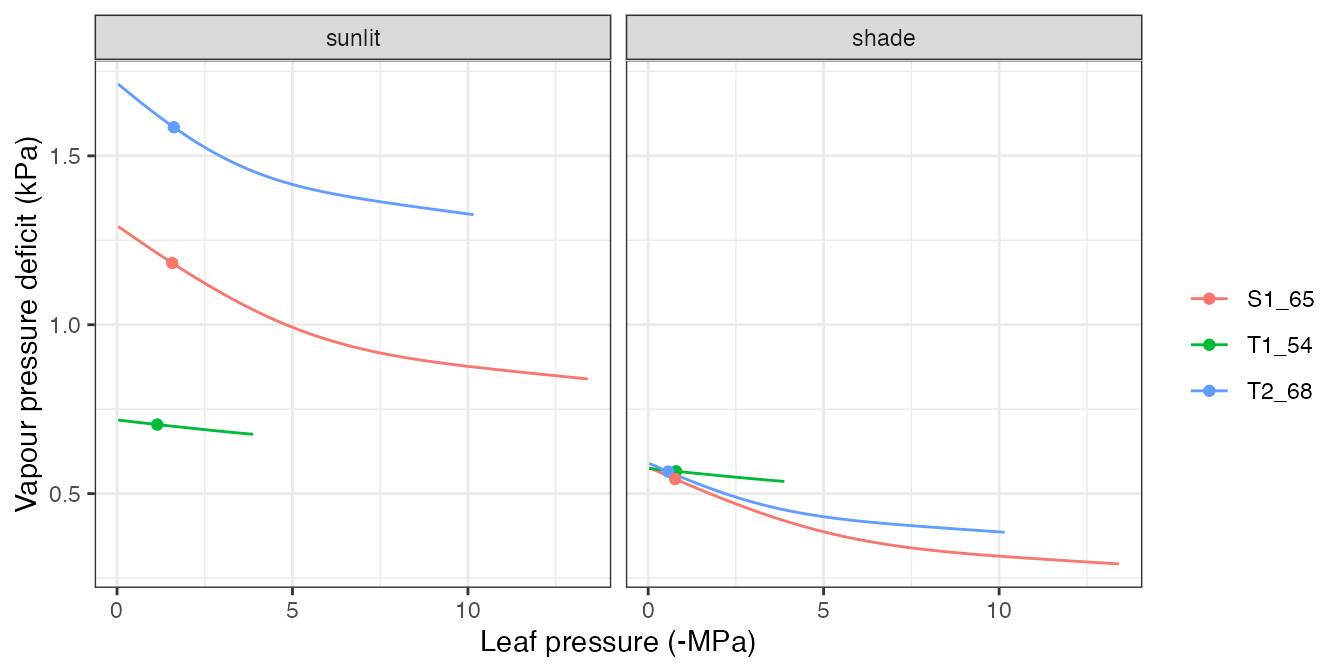 sunlit
shade
Vapour pressure deficit (kPa)
1.5
1.0
0.5
0 5 10
0 5 10
Leaf pressure (-MPa)
S1_65
T1_54
T2_68